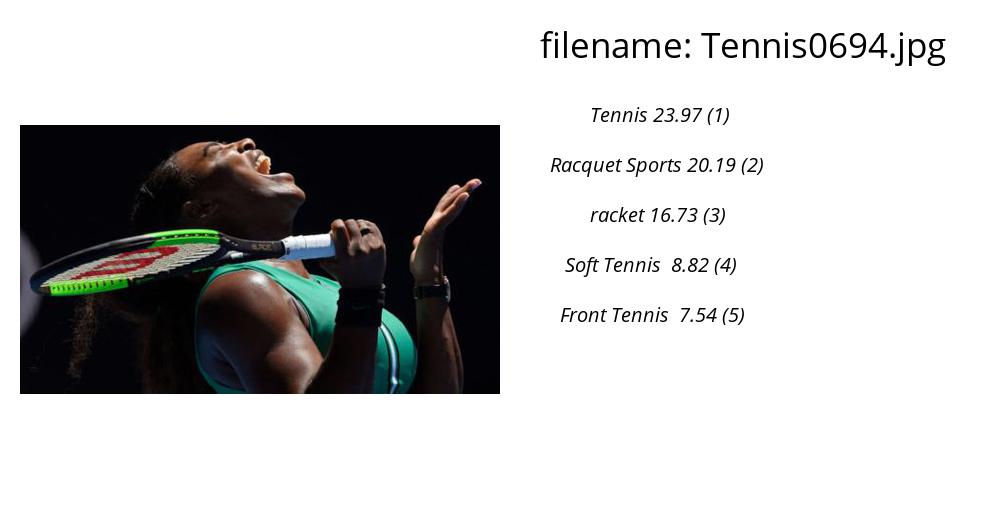 filename: Tennis0694.jpg
Tennis 23.97 (1)
Racquet Sports 20.19 (2)
racket 16.73 (3)
Soft Tennis 8.82 (4)
Front Tennis 7.54 (5)